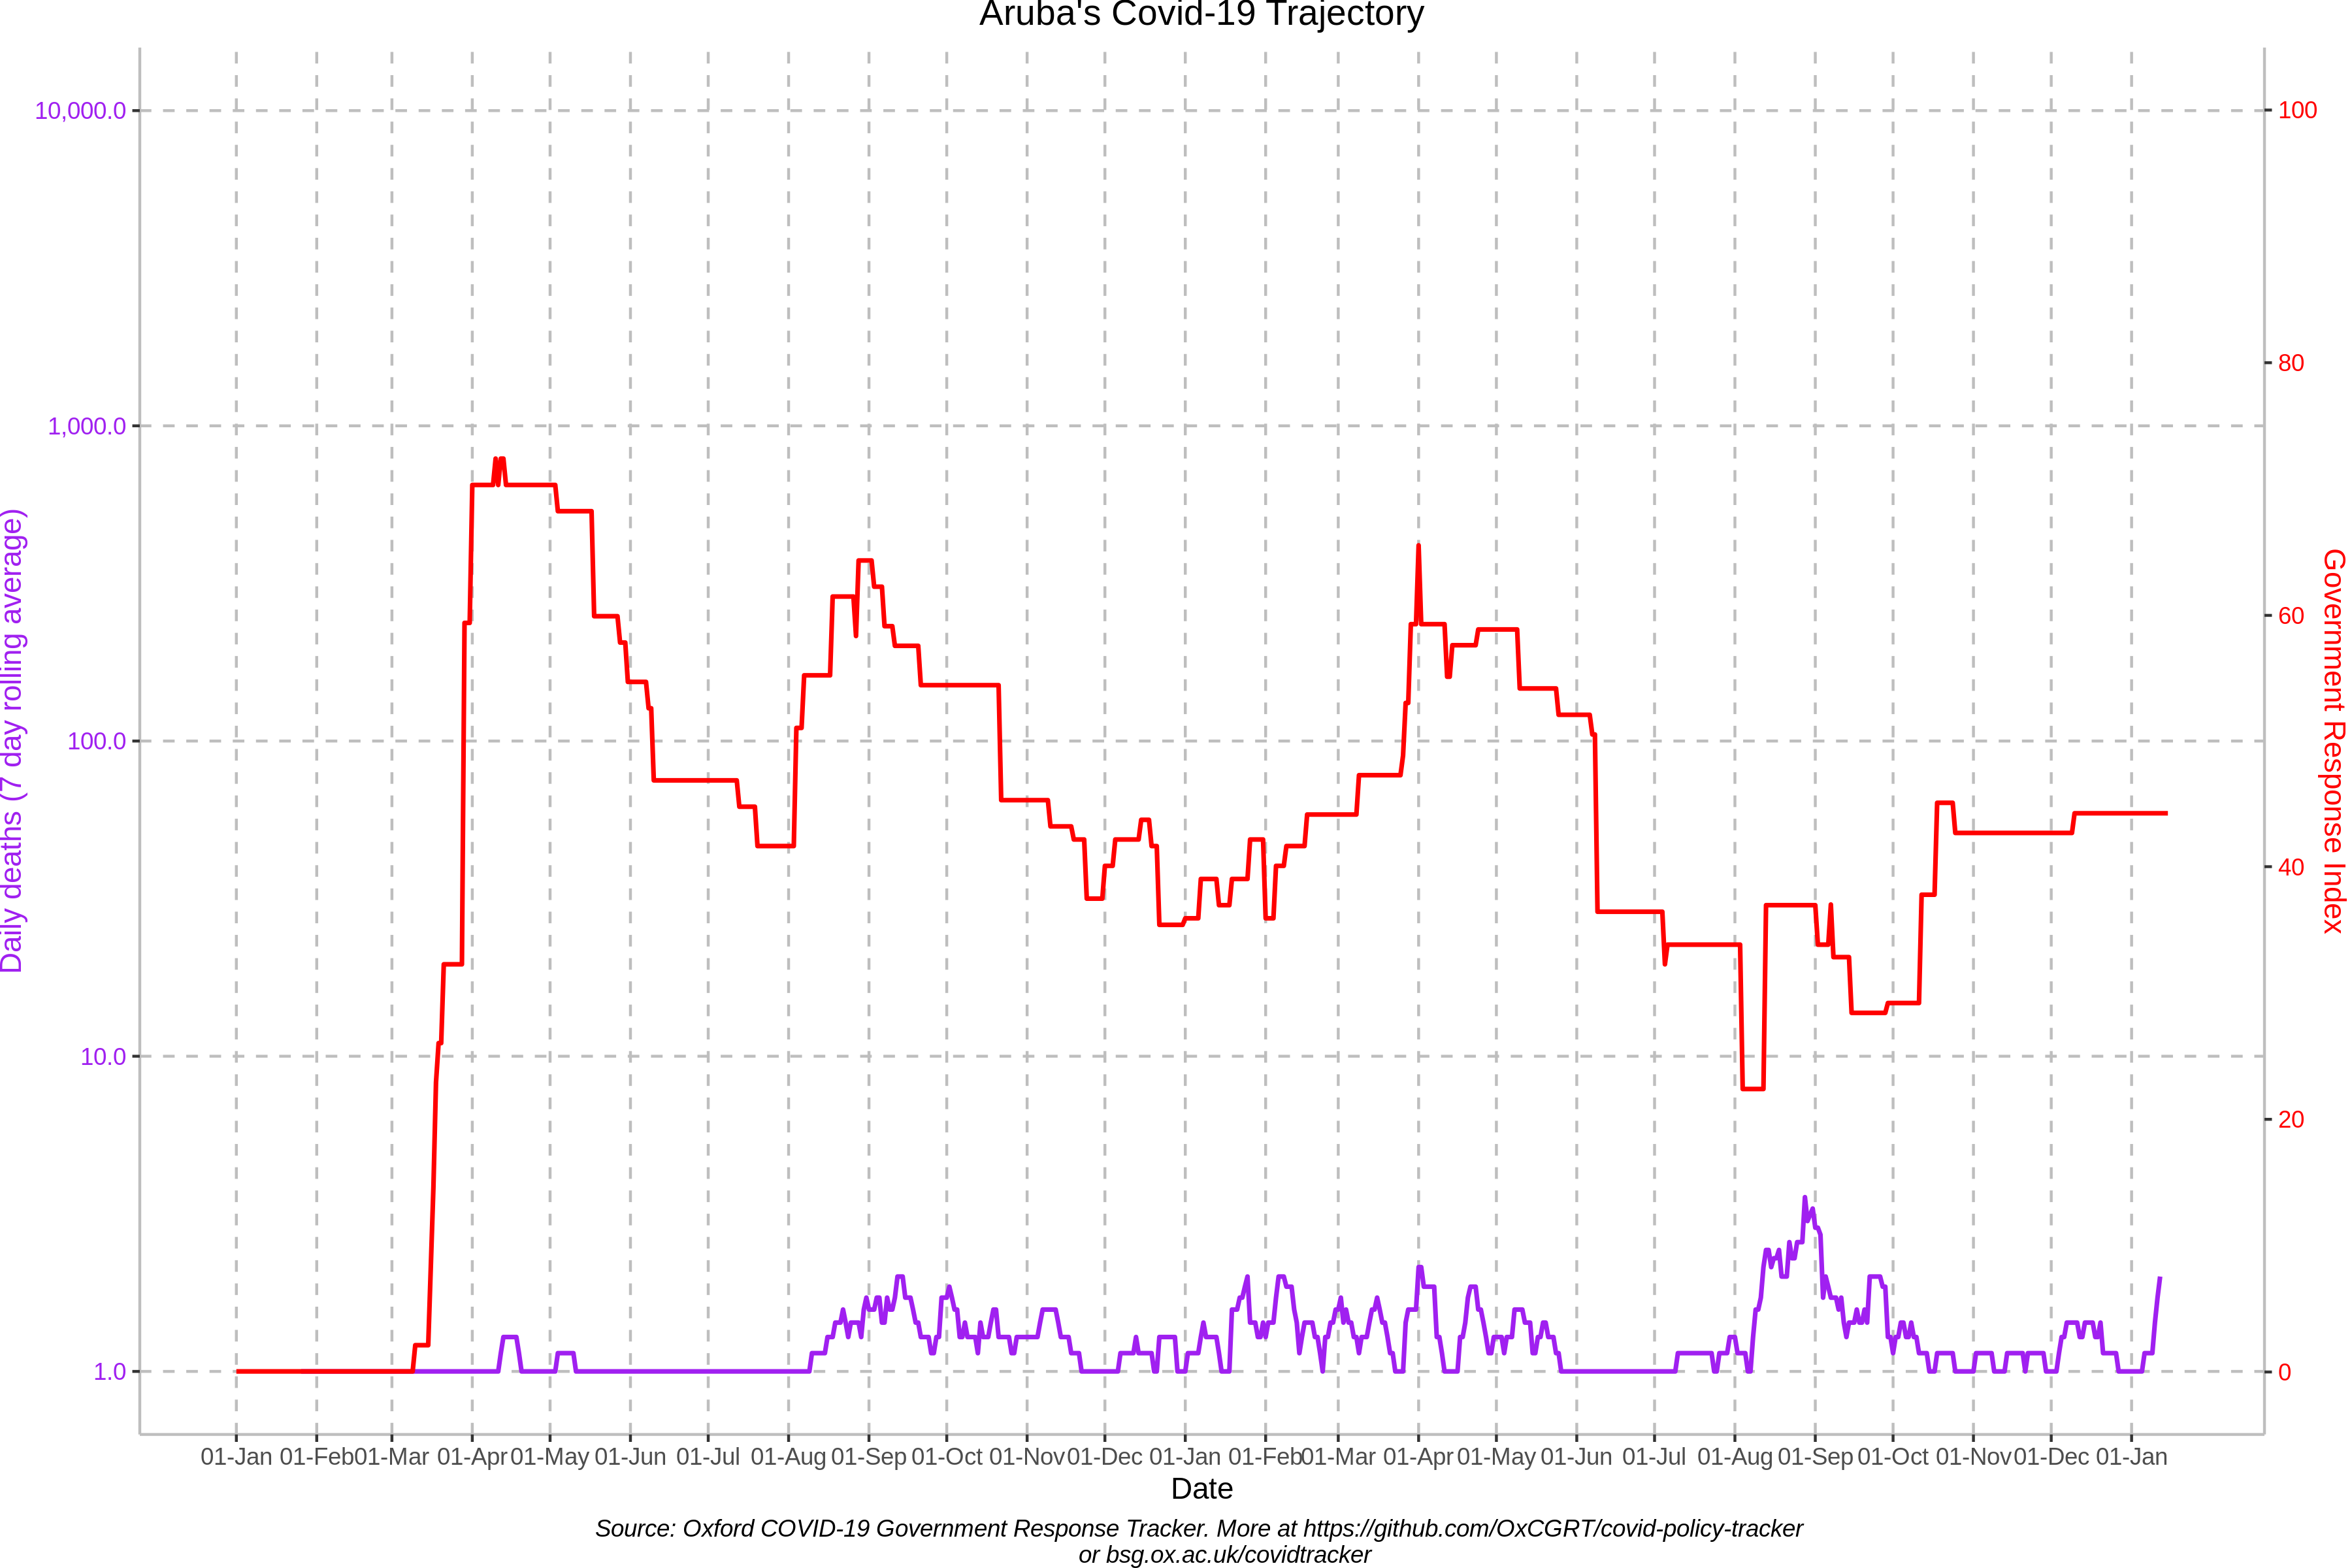 Aruba's Covid-19 Trajectory
10,000.0
1,000.0
100.0
10.0
1.0
Daily deaths (7 day rolling average)
100
80
60
40
20
0
Government Response Index
01-Jan 01-Feb 01-Mar 01-Apr 01-May 01-Jun 01-Jul 01-Aug 01-Sep 01-Oct 01-Nov 01-Dec 01-Jan 01-Feb 01-Mar 01-Apr 01-May 01-Jun 01-Jul 01-Aug 01-Sep 01-Oct 01-Nov 01-Dec 01-Jan
Date
Source: Oxford COVID-19 Government Response Tracker. More at https://github.com/OxCGRT/covid-policy-tracker
or bsg.ox.ac.uk/covidtracker